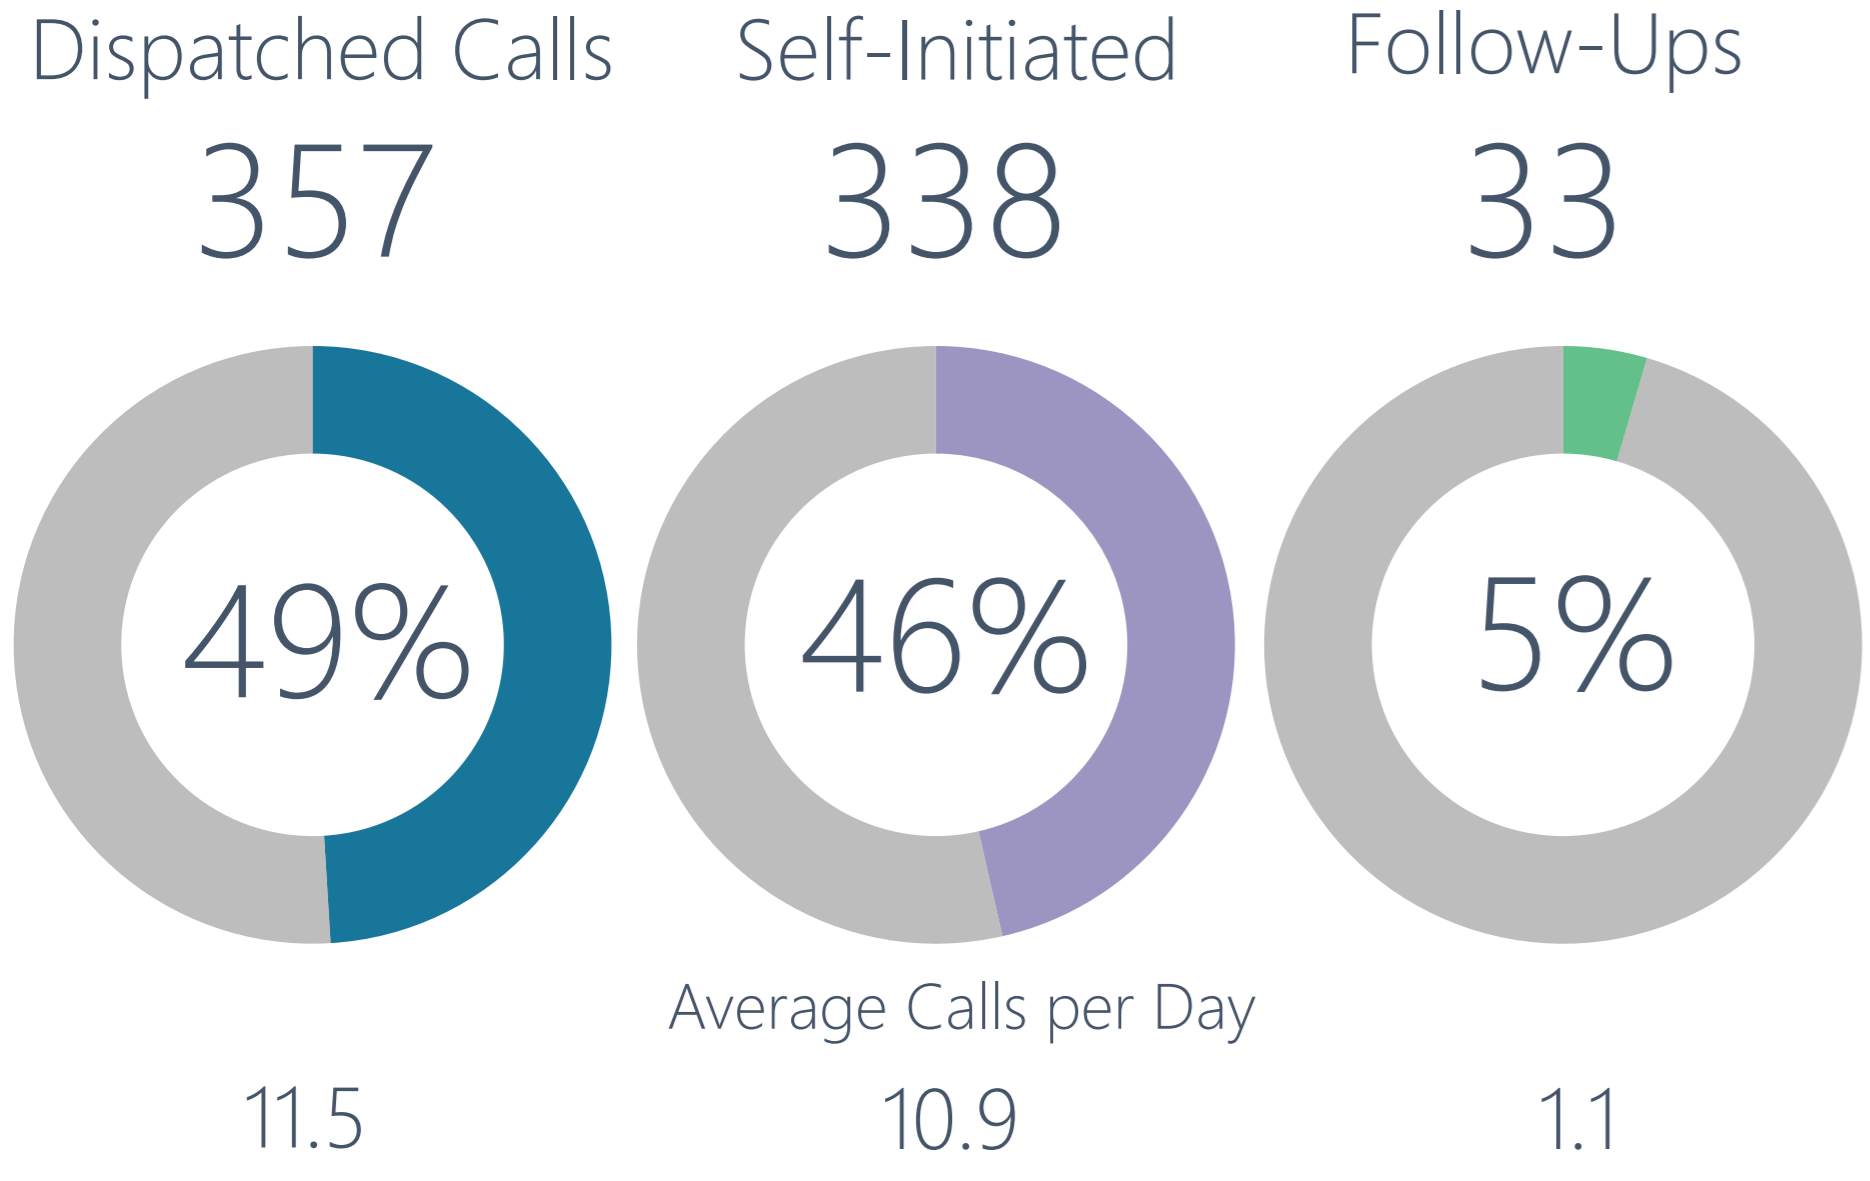 Dispatched Calls Self-Initiated Follow-Ups
357 338 33
49% 46% 5%
Average Calls per Day
11.5 10.9 1.1